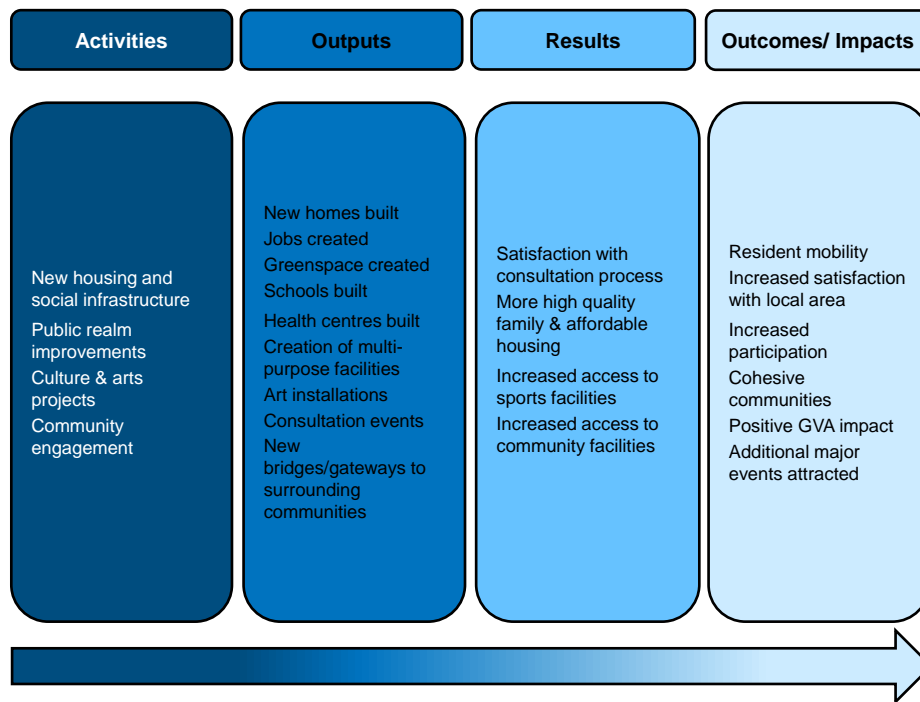 Activities
Outputs
Results
Outcomes/ Impacts
New housing and
social infrastructure
Public realm
improvements
Culture & arts
projects
Community
engagement
New homes built
Jobs created
Greenspace created
Schools built
Health centres built
Creation of multi-
purpose facilities
Art installations
Consultation events
New
bridges/gateways to
surrounding
communities
Satisfaction with
consultation process
More high quality
family & affordable
housing
Increased access to
sports facilities
Increased access to
community facilities
Resident mobility
Increased satisfaction
with local area
Increased
participation
Cohesive
communities
Positive GVA impact
Additional major
events attracted